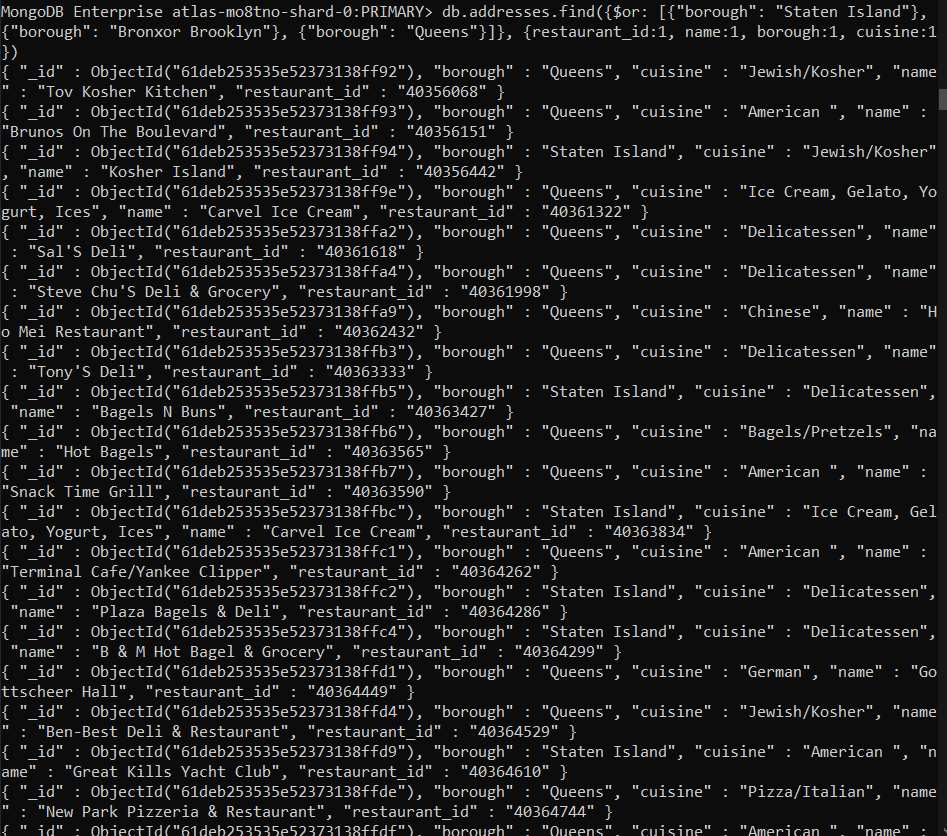 MongoDB Enterprise atlas-mo8tno-shard-0:PRIMARY> db.addresses.find({$or: [{"borough": "Staten Island"},
{"borough": "Bronxor Brooklyn"}, {"borough": "Queens"}]}, {restaurant_id:1, name:1, borough:1, cuisine:1
})
{ "_id" : ObjectId("61deb253535e52373138ff92"), "borough" : "Queens", "cuisine" : "Jewish/Kosher", "name
" : "Tov Kosher Kitchen", "restaurant_id" : "40356068" }
{ "_id" : ObjectId("61deb253535e52373138ff93"), "borough" : "Queens", "cuisine" : "American ", "name" :
"Brunos On The Boulevard", "restaurant_id" : "40356151" }
{ "_id" : ObjectId("61deb253535e52373138ff94"), "borough" : "Staten Island", "cuisine" : "Jewish/Kosher"
, "name" : "Kosher Island", "restaurant_id" : "40356442" }
{ "_id" : ObjectId("61deb253535e52373138ff9e"), "borough" : "Queens", "cuisine" : "Ice Cream, Gelato, Yo
gurt, Ices", "name" : "Carvel Ice Cream", "restaurant_id" : "40361322" }
{ "_id" : ObjectId("61deb253535e52373138ffa2"), "borough" : "Queens", "cuisine" : "Delicatessen", "name"
 : "Sal'S Deli", "restaurant_id" : "40361618" }
{ "_id" : ObjectId("61deb253535e52373138ffa4"), "borough" : "Queens", "cuisine" : "Delicatessen", "name"
 : "Steve Chu'S Deli & Grocery", "restaurant_id" : "40361998" }
{ "_id" : ObjectId("61deb253535e52373138ffa9"), "borough" : "Queens", "cuisine" : "Chinese", "name" : "H
o Mei Restaurant", "restaurant_id" : "40362432" }
{ "_id" : ObjectId("61deb253535e52373138ffb3"), "borough" : "Queens", "cuisine" : "Delicatessen", "name"
 : "Tony'S Deli", "restaurant_id" : "40363333" }
{ "_id" : ObjectId("61deb253535e52373138ffb5"), "borough" : "Staten Island", "cuisine" : "Delicatessen",
 "name" : "Bagels N Buns", "restaurant_id" : "40363427" }
{ "_id" : ObjectId("61deb253535e52373138ffb6"), "borough" : "Queens", "cuisine" : "Bagels/Pretzels", "na
me" : "Hot Bagels", "restaurant_id" : "40363565" }
{ "_id" : ObjectId("61deb253535e52373138ffb7"), "borough" : "Queens", "cuisine" : "American ", "name" :
"Snack Time Grill", "restaurant_id" : "40363590" }
{ "_id" : ObjectId("61deb253535e52373138ffbc"), "borough" : "Staten Island", "cuisine" : "Ice Cream, Gel
ato, Yogurt, Ices", "name" : "Carvel Ice Cream", "restaurant_id" : "40363834" }
{ "_id" : ObjectId("61deb253535e52373138ffc1"), "borough" : "Queens", "cuisine" : "American ", "name" :
"Terminal Cafe/Yankee Clipper", "restaurant_id" : "40364262" }
{ "_id" : ObjectId("61deb253535e52373138ffc2"), "borough" : "Staten Island", "cuisine" : "Delicatessen",
 "name" : "Plaza Bagels & Deli", "restaurant_id" : "40364286" }
{ "_id" : ObjectId("61deb253535e52373138ffc4"), "borough" : "Staten Island", "cuisine" : "Delicatessen",
 "name" : "B & M Hot Bagel & Grocery", "restaurant_id" : "40364299" }
{ "_id" : ObjectId("61deb253535e52373138ffd1"), "borough" : "Queens", "cuisine" : "German", "name" : "Go
ttscheer Hall", "restaurant_id" : "40364449" }
{ "_id" : ObjectId("61deb253535e52373138ffd4"), "borough" : "Queens", "cuisine" : "Jewish/Kosher", "name
" : "Ben-Best Deli & Restaurant", "restaurant_id" : "40364529" }
{ "_id" : ObjectId("61deb253535e52373138ffd9"), "borough" : "Staten Island", "cuisine" : "American ", "n
ame" : "Great Kills Yacht Club", "restaurant_id" : "40364610" }
{ "_id" : ObjectId("61deb253535e52373138ffde"), "borough" : "Queens", "cuisine" : "Pizza/Italian", "name
" : "New Park Pizzeria & Restaurant", "restaurant_id" : "40364744" }
{ "_id" : ObjectId("61deb253535e52373138ffdf"), "borough" : "Queens", "cuisine" : "American ", "name" :